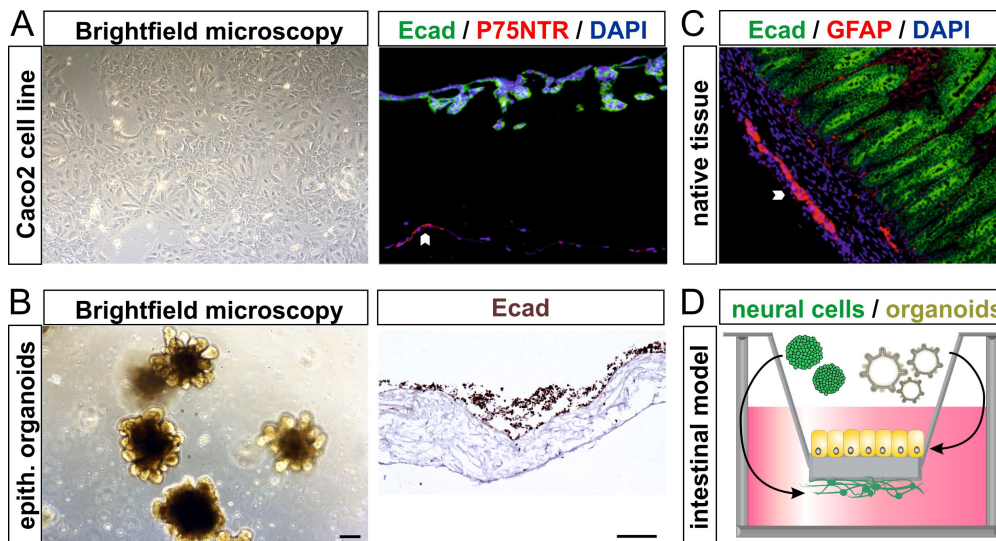 A
Brightfield microscopy
Ecad / P75NTR / DAPI
Caco2 cell line
C
Ecad / GFAP / DAPI
native tissue
B
Brightfield microscopy
Ecad
epith. organoids
D
neural cells / organoids
intestinal model